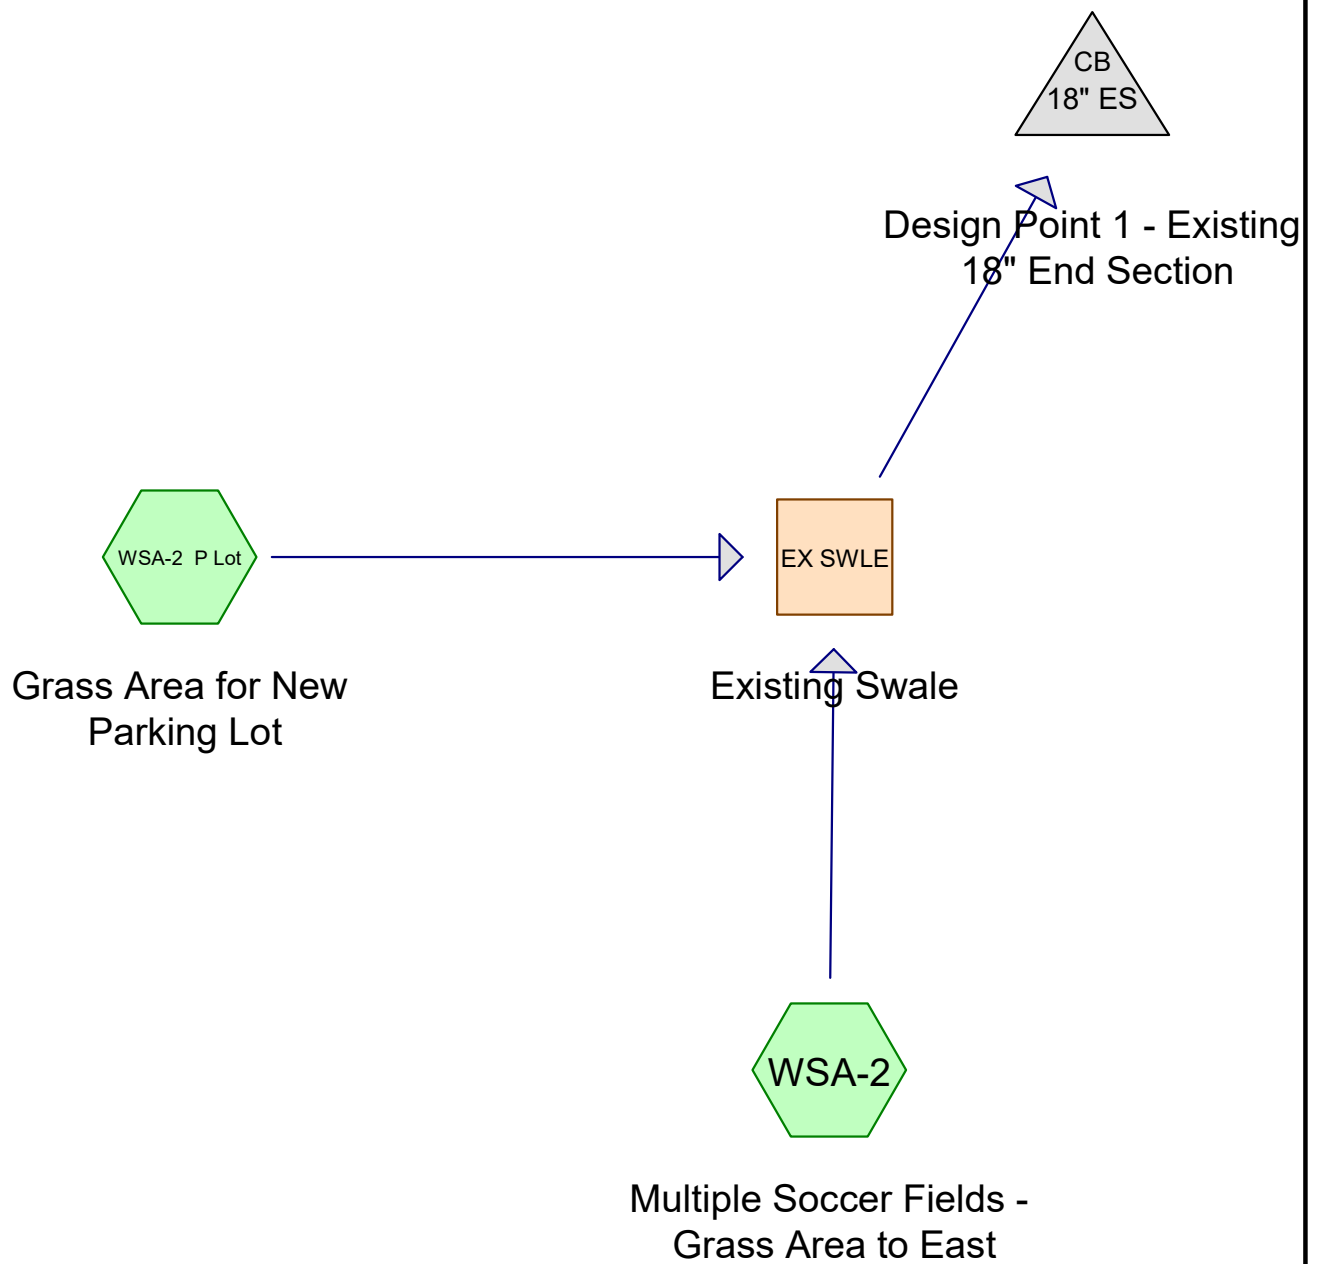 CB
18" ES
Design Point 1 - Existing
18" End Section
WSA-2 P Lot
Grass Area for New
Parking Lot
EX SWLE
Existing Swale
WSA-2
Multiple Soccer Fields -
Grass Area to East